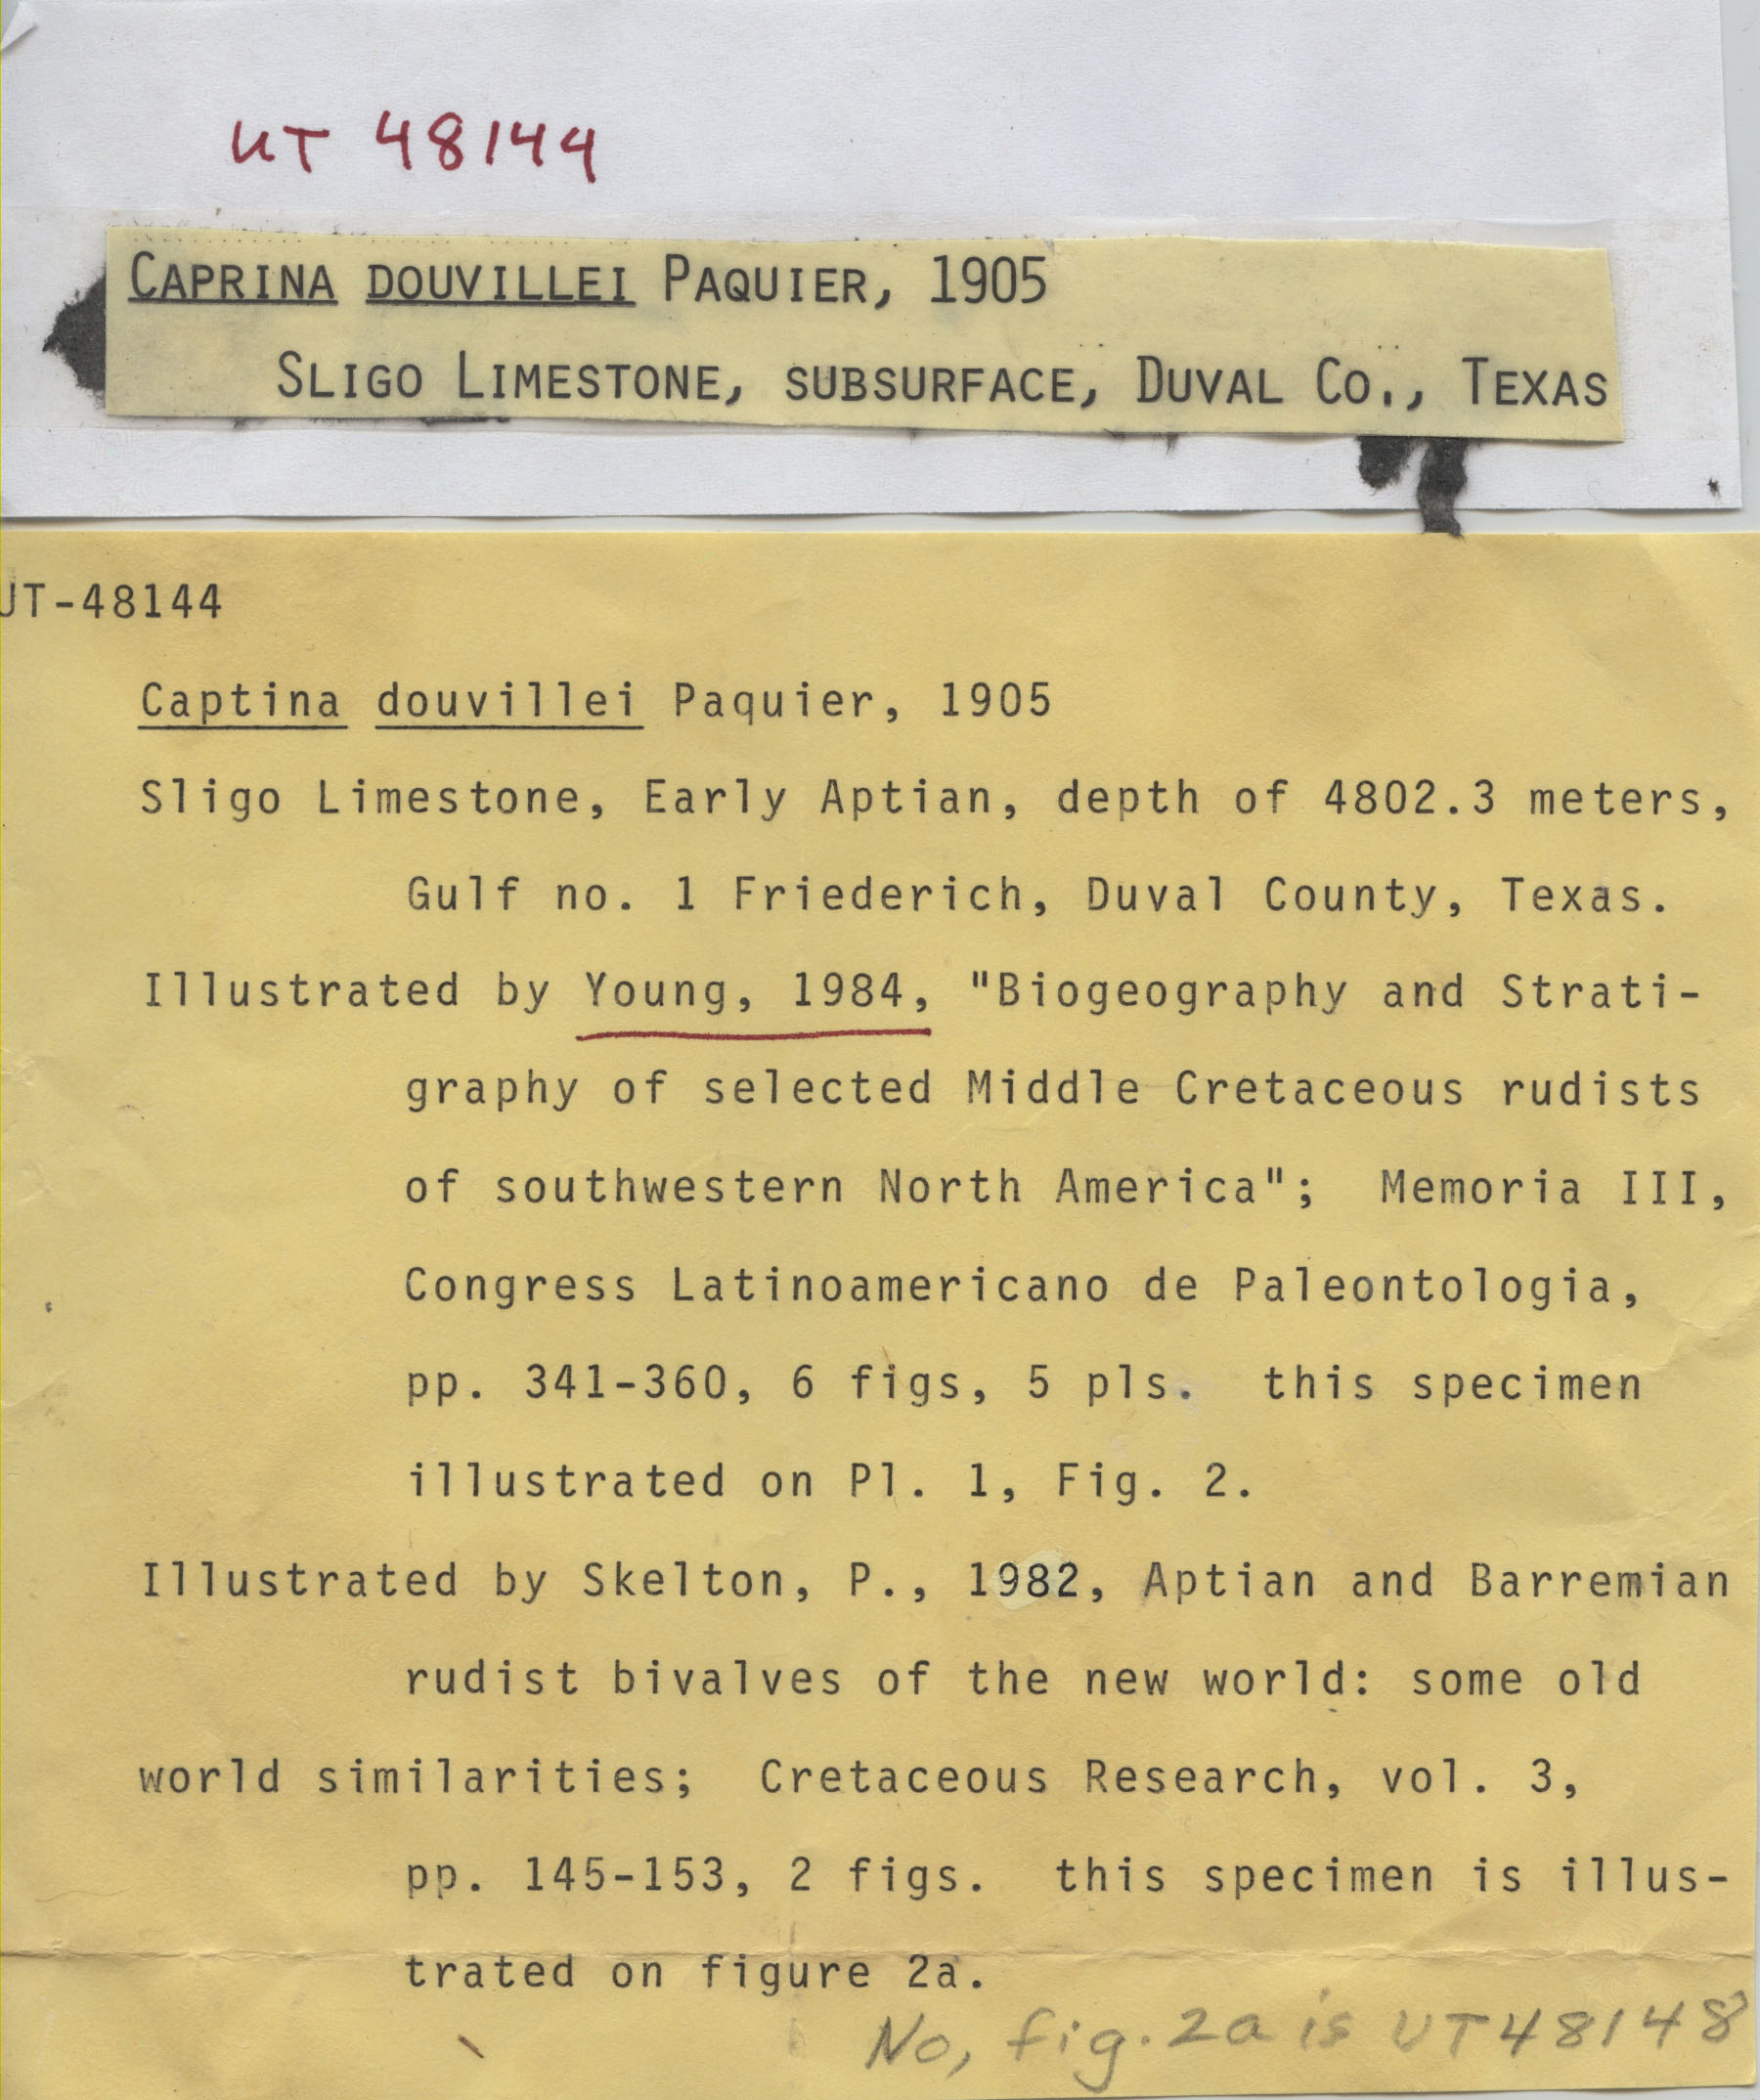 UT 48144
CAPRINA DOUVILLEI PAQUIER, 1905
SLIGO LIMESTONE, SUBSURFACE, DUVAL CO., TEXAS
UT-48144
Captina douvillei Paquier, 1905
Sligo Limestone, Early Aptian, depth of 4802.3 meters,
Gulf no. 1 Friederich, Duval County, Texas.
Illustrated by Young, 1984, "Biogeography and Strati-
graphy of selected Middle Cretaceous rudists
of southwestern North America"; Memoria III,
Congress Latinoamericano de Paleontologia,
pp. 341-360, 6 figs, 5 pls. this specimen
illustrated on Pl. 1, Fig. 2.
Illustrated by Skelton, P., 1982, Aptian and Barremian
rudist bivalves of the new world: some old
world similarities; Cretaceous Research, vol. 3,
pp. 145-153, 2 figs. this specimen is illus-
trated on figure 2a.
No, fig. 2a is UT48148